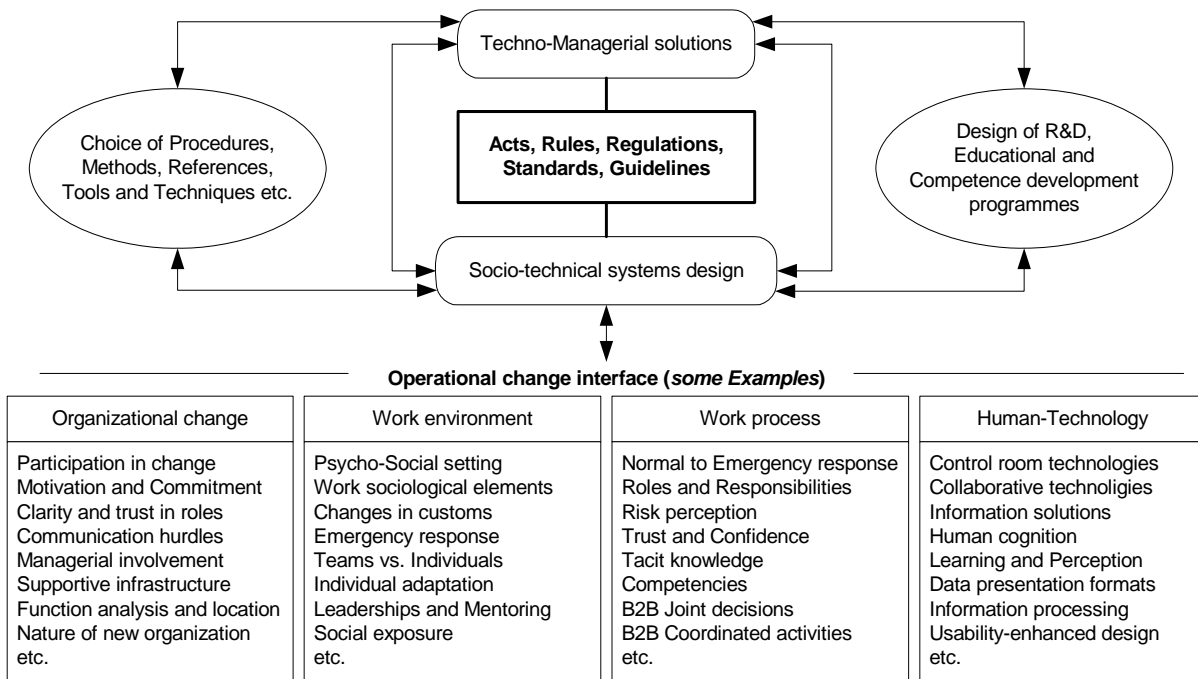 Techno-Managerial solutions
Choice of Procedures,
Methods, References,
Tools and Techniques etc.
Acts, Rules, Regulations,
Standards, Guidelines
Design of R&D,
Educational and
Competence development
programmes
Socio-technical systems design
Operational change interface (some Examples)
Organizational change
Participation in change
Motivation and Commitment
Clarity and trust in roles
Communication hurdles
Managerial involvement
Supportive infrastructure
Function analysis and location
Nature of new organization
etc.
Work environment
Psycho-Social setting
Work sociological elements
Changes in customs
Emergency response
Teams vs. Individuals
Individual adaptation
Leaderships and Mentoring
Social exposure
etc.
Work process
Normal to Emergency response
Roles and Responsibilities
Risk perception
Trust and Confidence
Tacit knowledge
Competencies
B2B Joint decisions
B2B Coordinated activities
etc.
Human-Technology
Control room technologies
Collaborative technoligies
Information solutions
Human cognition
Learning and Perception
Data presentation formats
Information processing
Usability-enhanced design
etc.